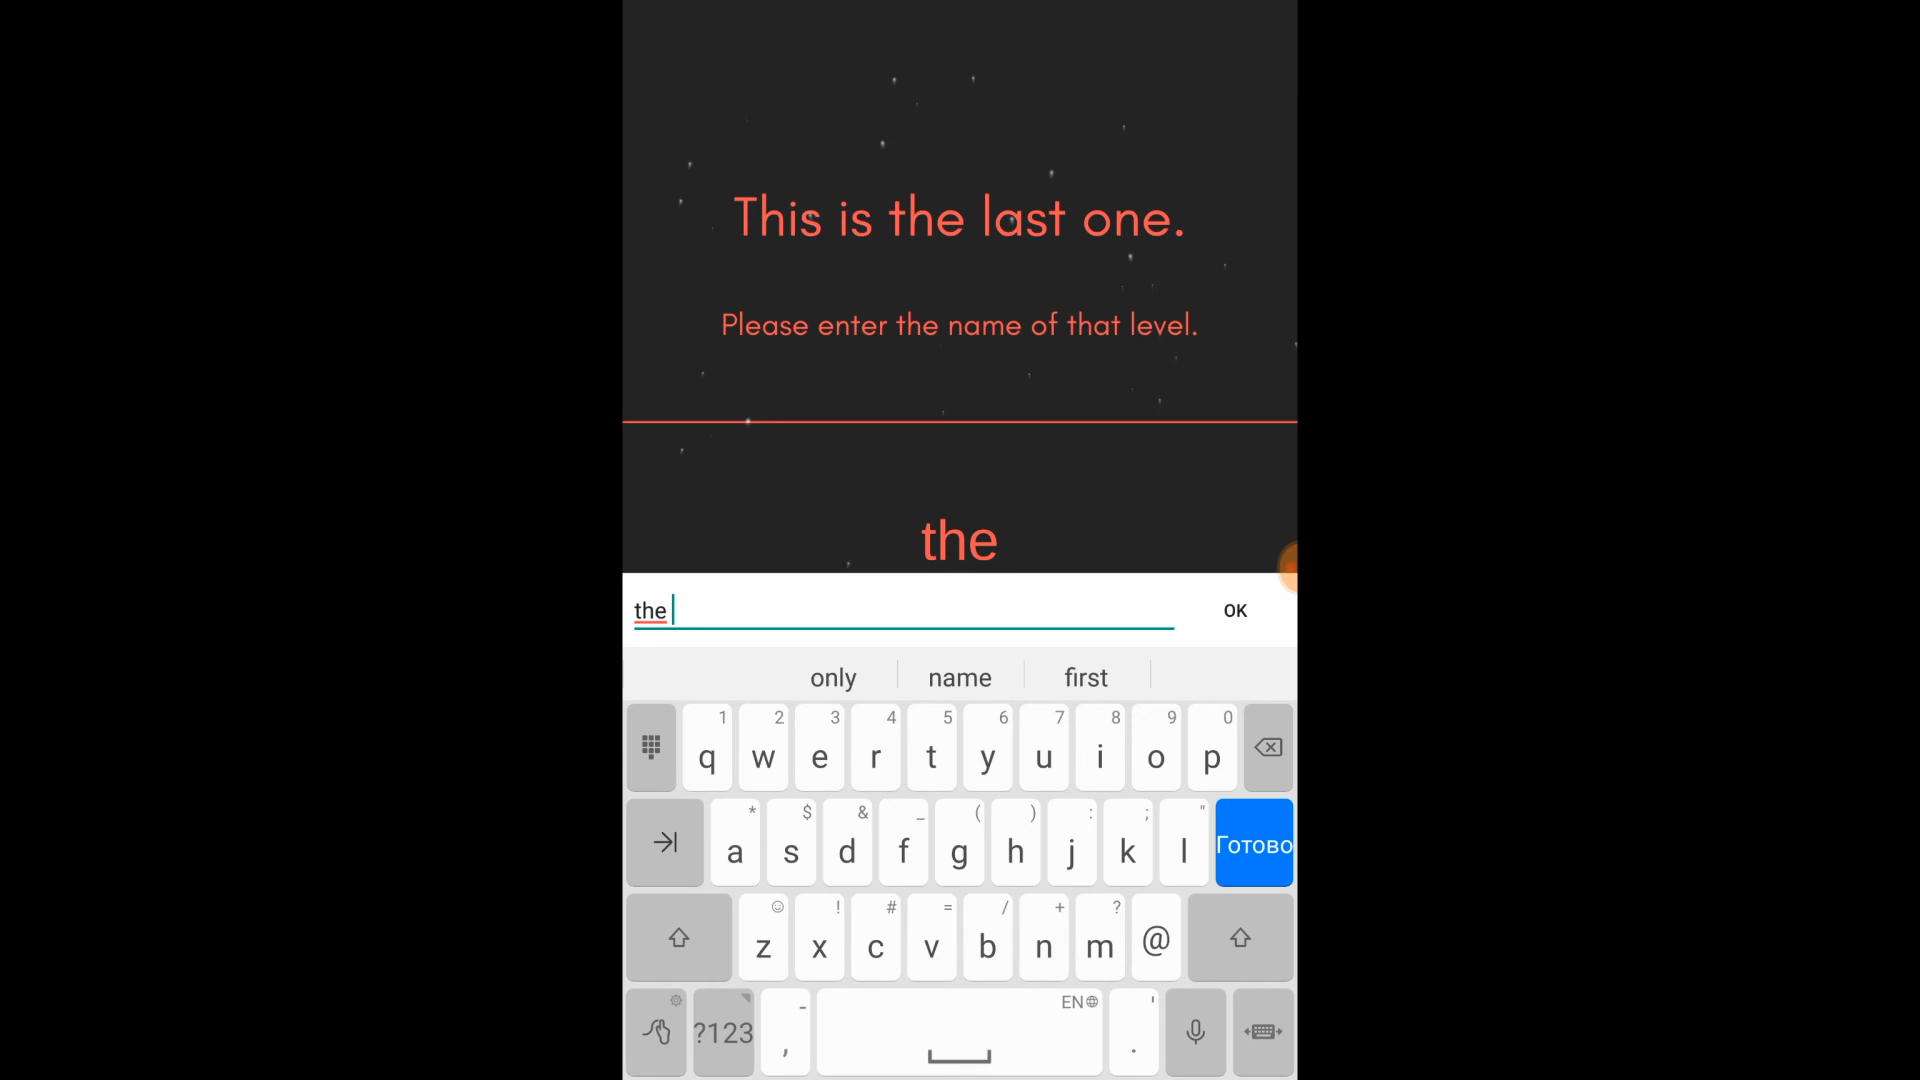 This is the last one.
Please enter the name of that level.
the
the
OK
only name first
1 2 3 4 5 6 7 8 9 0
q w e r t y u i o p
* $ & _ ( ) : ; "
a s d f g h j k l Готово
! # = / + ?
z x c v b n m @
- EN '
?123 , .